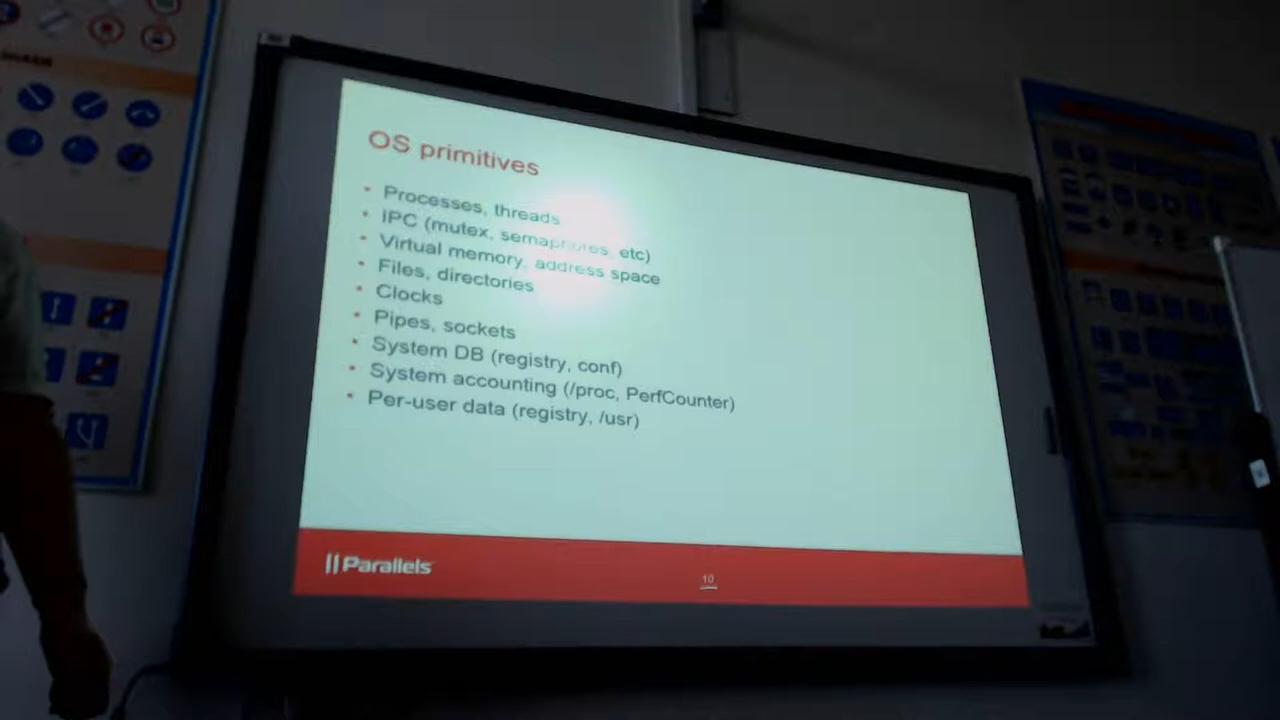 OS primitives
• Processes, threads
• IPC (mutex, semaphores, etc)
• Virtual memory, address space
• Files, directories
• Clocks
• Pipes, sockets
• System DB (registry, conf)
• System accounting (/proc, PerfCounter)
• Per-user data (registry, /usr)
Parallels
10